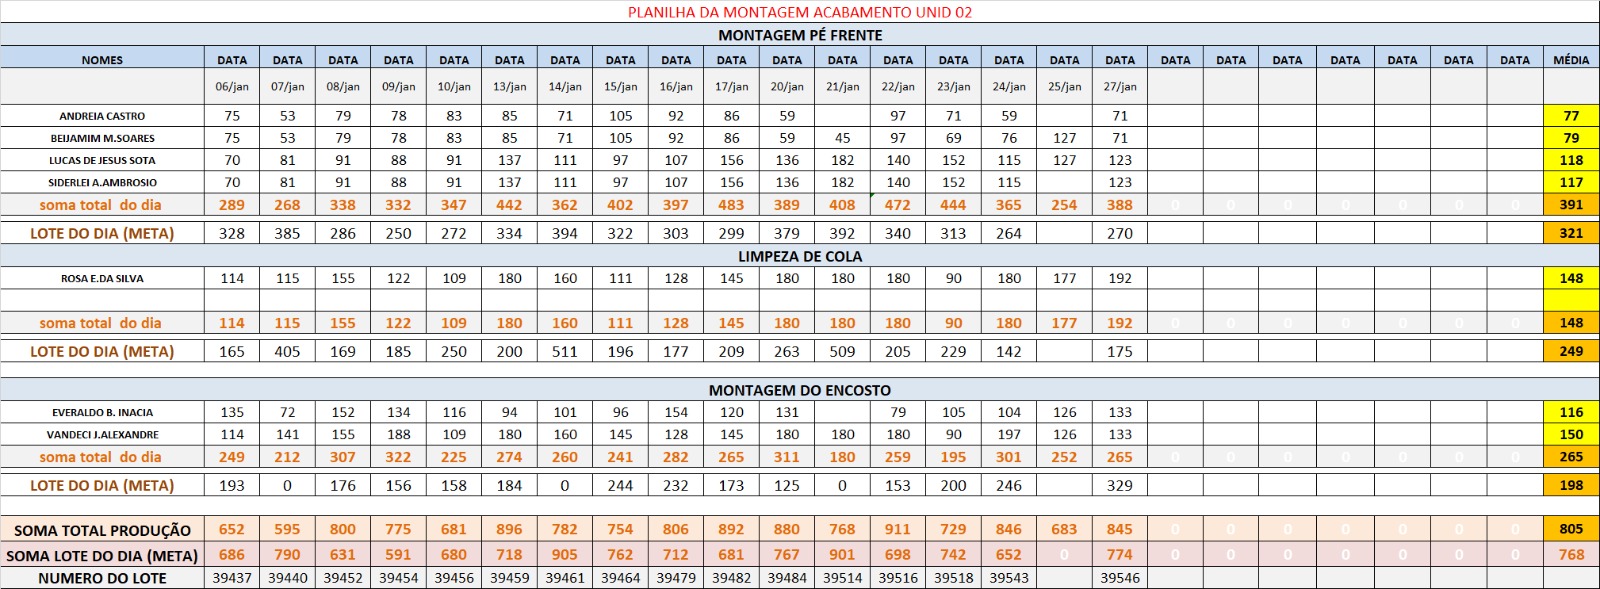 PLANILHA DA MONTAGEM ACABAMENTO UNID 02
MONTAGEM PÉ FRENTE
NOMES DATA DATA DATA DATA DATA DATA DATA DATA DATA DATA DATA DATA DATA DATA DATA DATA DATA DATA DATA DATA DATA DATA DATA DATA MÉDIA
06/jan 07/jan 08/jan 09/jan 10/jan 13/jan 14/jan 15/jan 16/jan 17/jan 20/jan 21/jan 22/jan 23/jan 24/jan 25/jan 27/jan
ANDREIA CASTRO 75 53 79 78 83 85 71 105 92 86 59 97 71 59 71 77
BEIJAMIM M.SOARES 75 53 79 78 83 85 71 105 92 86 59 45 97 69 76 127 71 79
LUCAS DE JESUS SOTA 70 81 91 88 91 137 111 97 107 156 136 182 140 152 115 127 123 118
SIDERLEI A.AMBROSIO 70 81 91 88 91 137 111 97 107 156 136 182 140 152 115 123 117
soma total do dia 289 268 338 332 347 442 362 402 397 483 389 408 472 444 365 254 388 0 0 0 0 0 0 0 391
LOTE DO DIA (META) 328 385 286 250 272 334 394 322 303 299 379 392 340 313 264 270 321
LIMPEZA DE COLA
ROSA E.DA SILVA 114 115 155 122 109 180 160 111 128 145 180 180 180 90 180 177 192 148
soma total do dia 114 115 155 122 109 180 160 111 128 145 180 180 180 90 180 177 192 0 0 0 0 0 0 0 148
LOTE DO DIA (META) 165 405 169 185 250 200 511 196 177 209 263 509 205 229 142 175 249
MONTAGEM DO ENCOSTO
EVERALDO B. INACIA 135 72 152 134 116 94 101 96 154 120 131 79 105 104 126 133 116
VANDECI J.ALEXANDRE 114 141 155 188 109 180 160 145 128 145 180 180 180 90 197 126 133 150
soma total do dia 249 212 307 322 225 274 260 241 282 265 311 180 259 195 301 252 265 0 0 0 0 0 0 0 265
LOTE DO DIA (META) 193 0 176 156 158 184 0 244 232 173 125 0 153 200 246 329 198
SOMA TOTAL PRODUÇÃO 652 595 800 775 681 896 782 754 806 892 880 768 911 729 846 683 845 0 0 0 0 0 0 0 805
SOMA LOTE DO DIA (META) 686 790 631 591 680 718 905 762 712 681 767 901 698 742 652 0 774 0 0 0 0 0 0 0 768
NUMERO DO LOTE 39437 39440 39452 39454 39456 39459 39461 39464 39479 39482 39484 39514 39516 39518 39543 39546